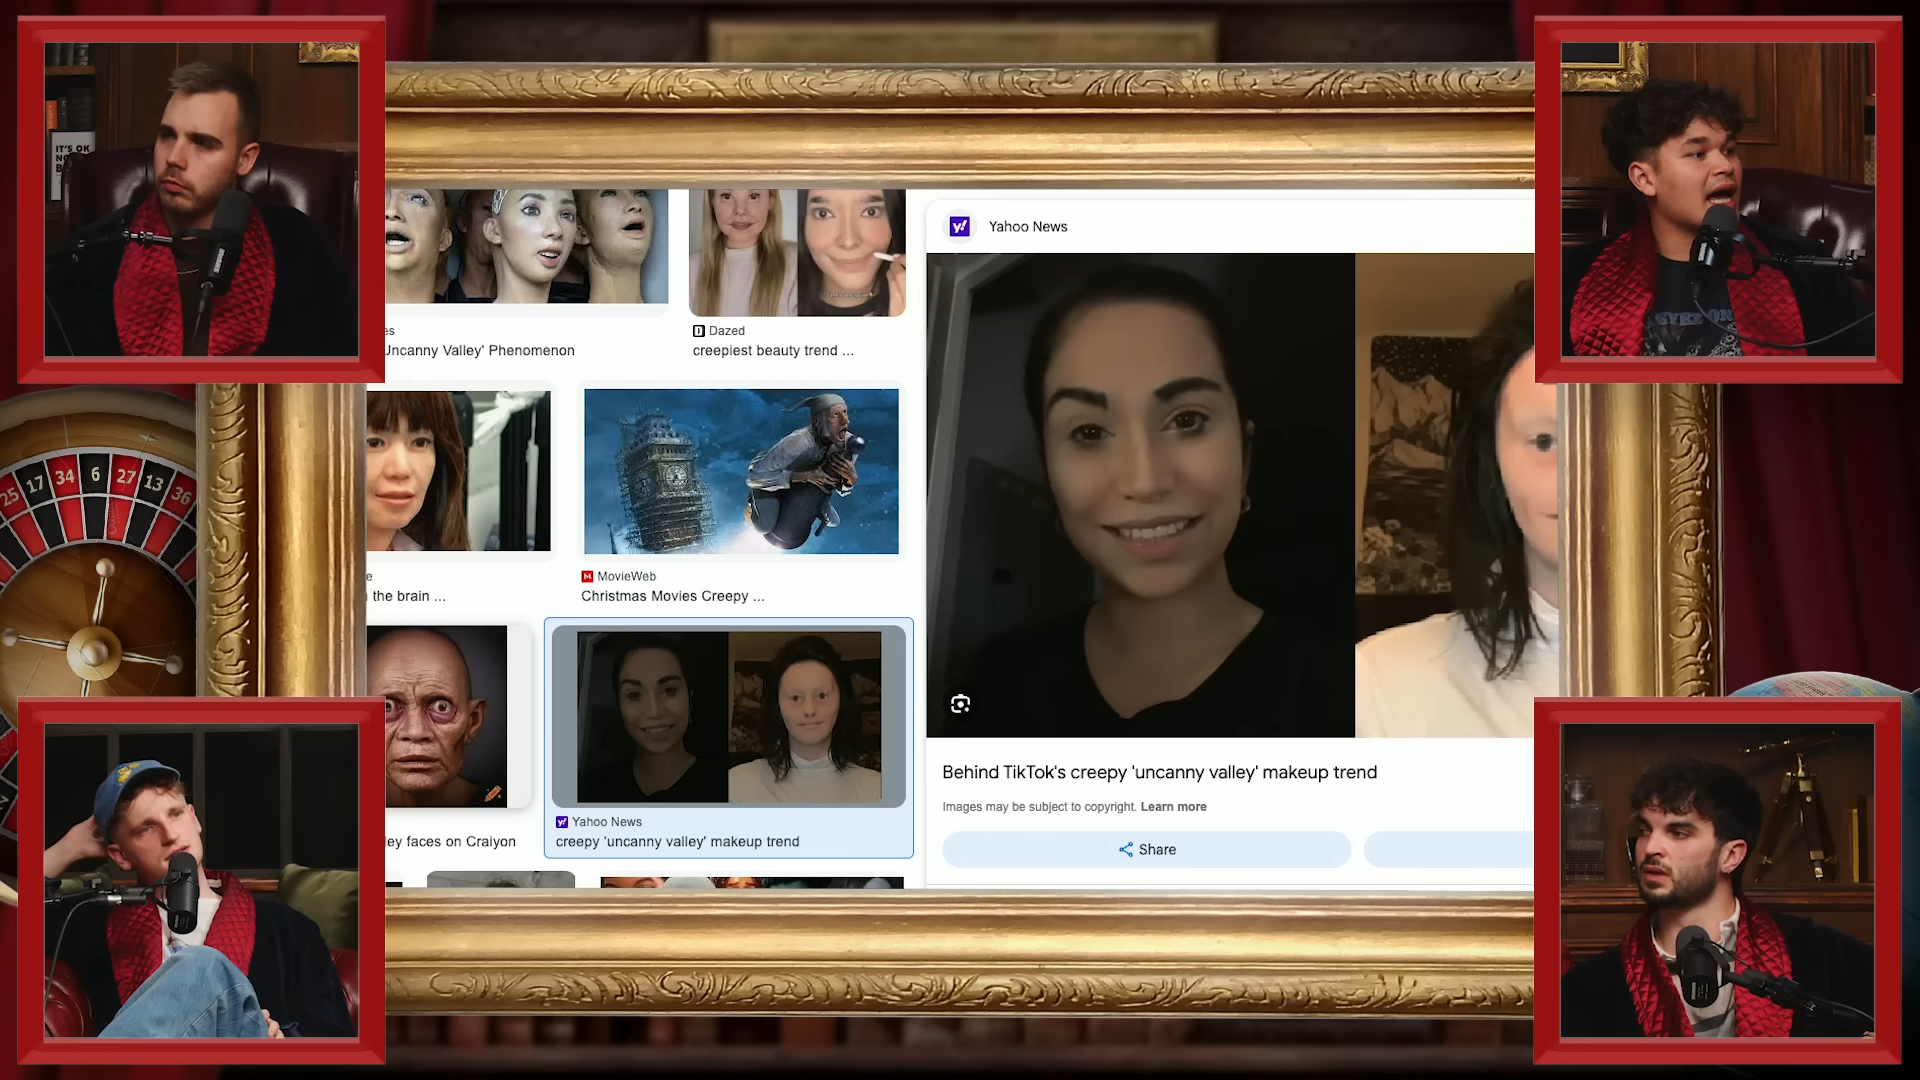 IT'S OK
25 17 34 6 27 13 36
Yahoo News
es
Dazed
Uncanny Valley' Phenomenon
creepiest beauty trend ...
e
MovieWeb
the brain ...
Christmas Movies Creepy ...
Yahoo News
ley faces on Craiyon
creepy 'uncanny valley' makeup trend
Behind TikTok's creepy 'uncanny valley' makeup trend
Images may be subject to copyright. Learn more
Share